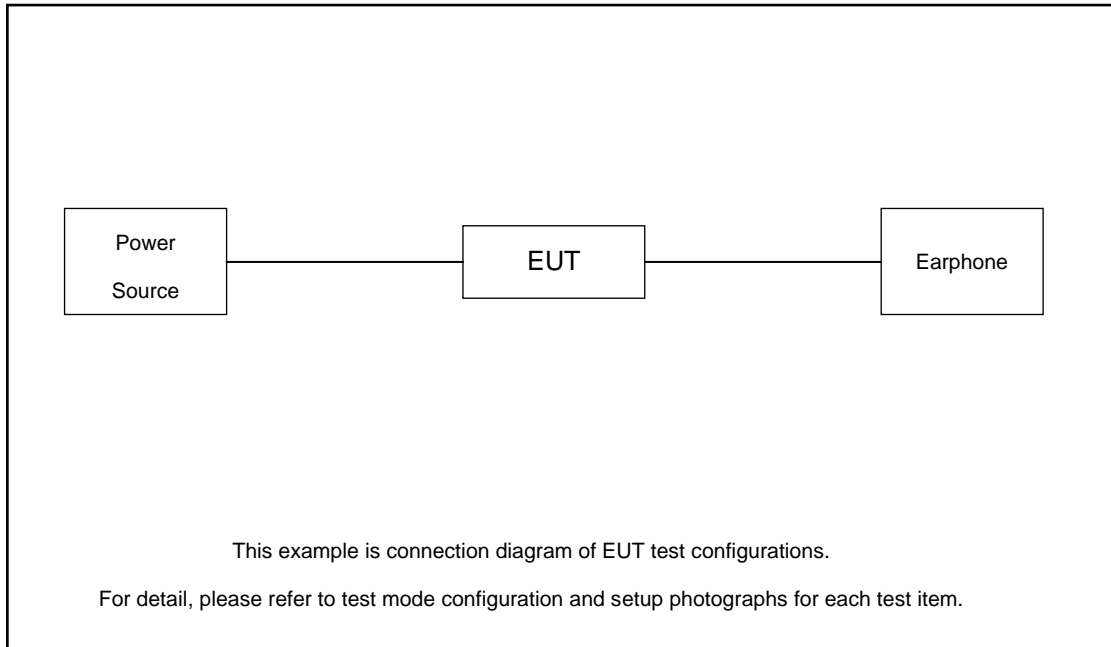 Power
Source
EUT
Earphone
This example is connection diagram of EUT test configurations.
For detail, please refer to test mode configuration and setup photographs for each test item.